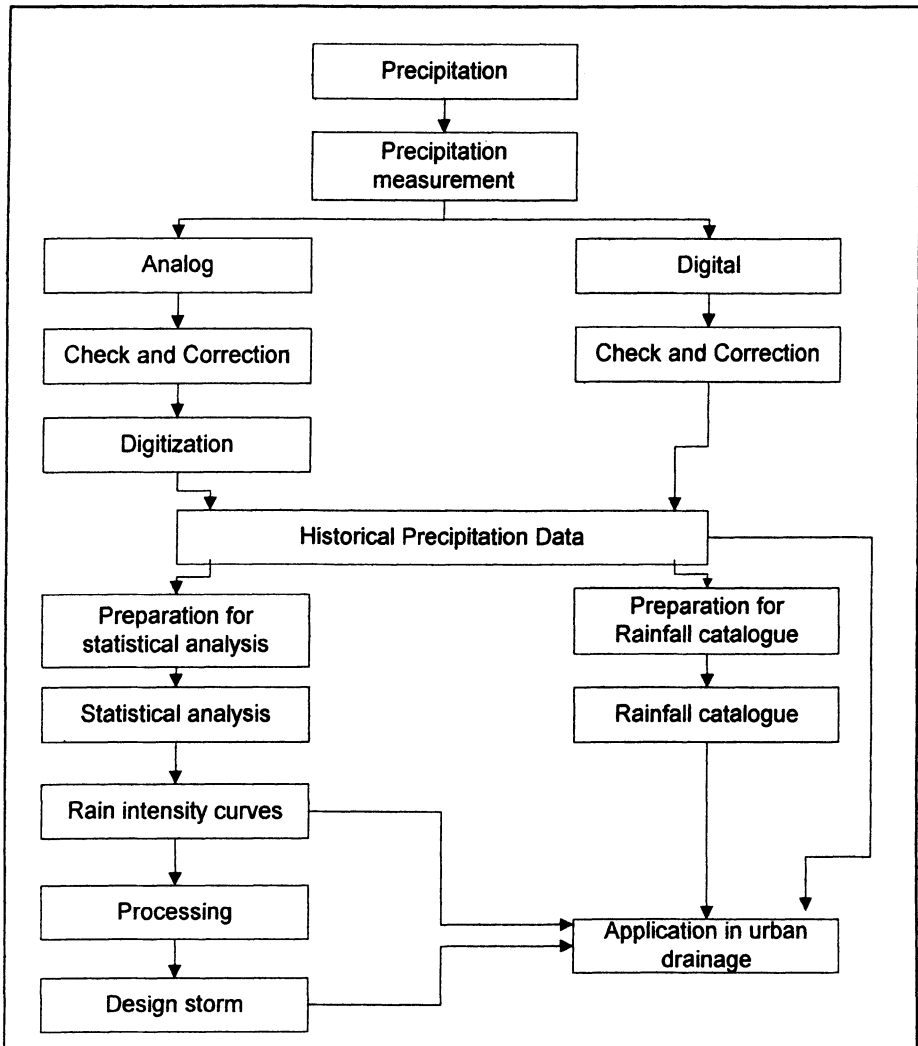 Precipitation
Precipitation
measurement
Analog
Digital
Check and Correction
Check and Correction
Digitization
Historical Precipitation Data
Preparation for
statistical analysis
Preparation for
Rainfall catalogue
Statistical analysis
Rainfall catalogue
Rain intensity curves
Processing
Application in urban
drainage
Design storm